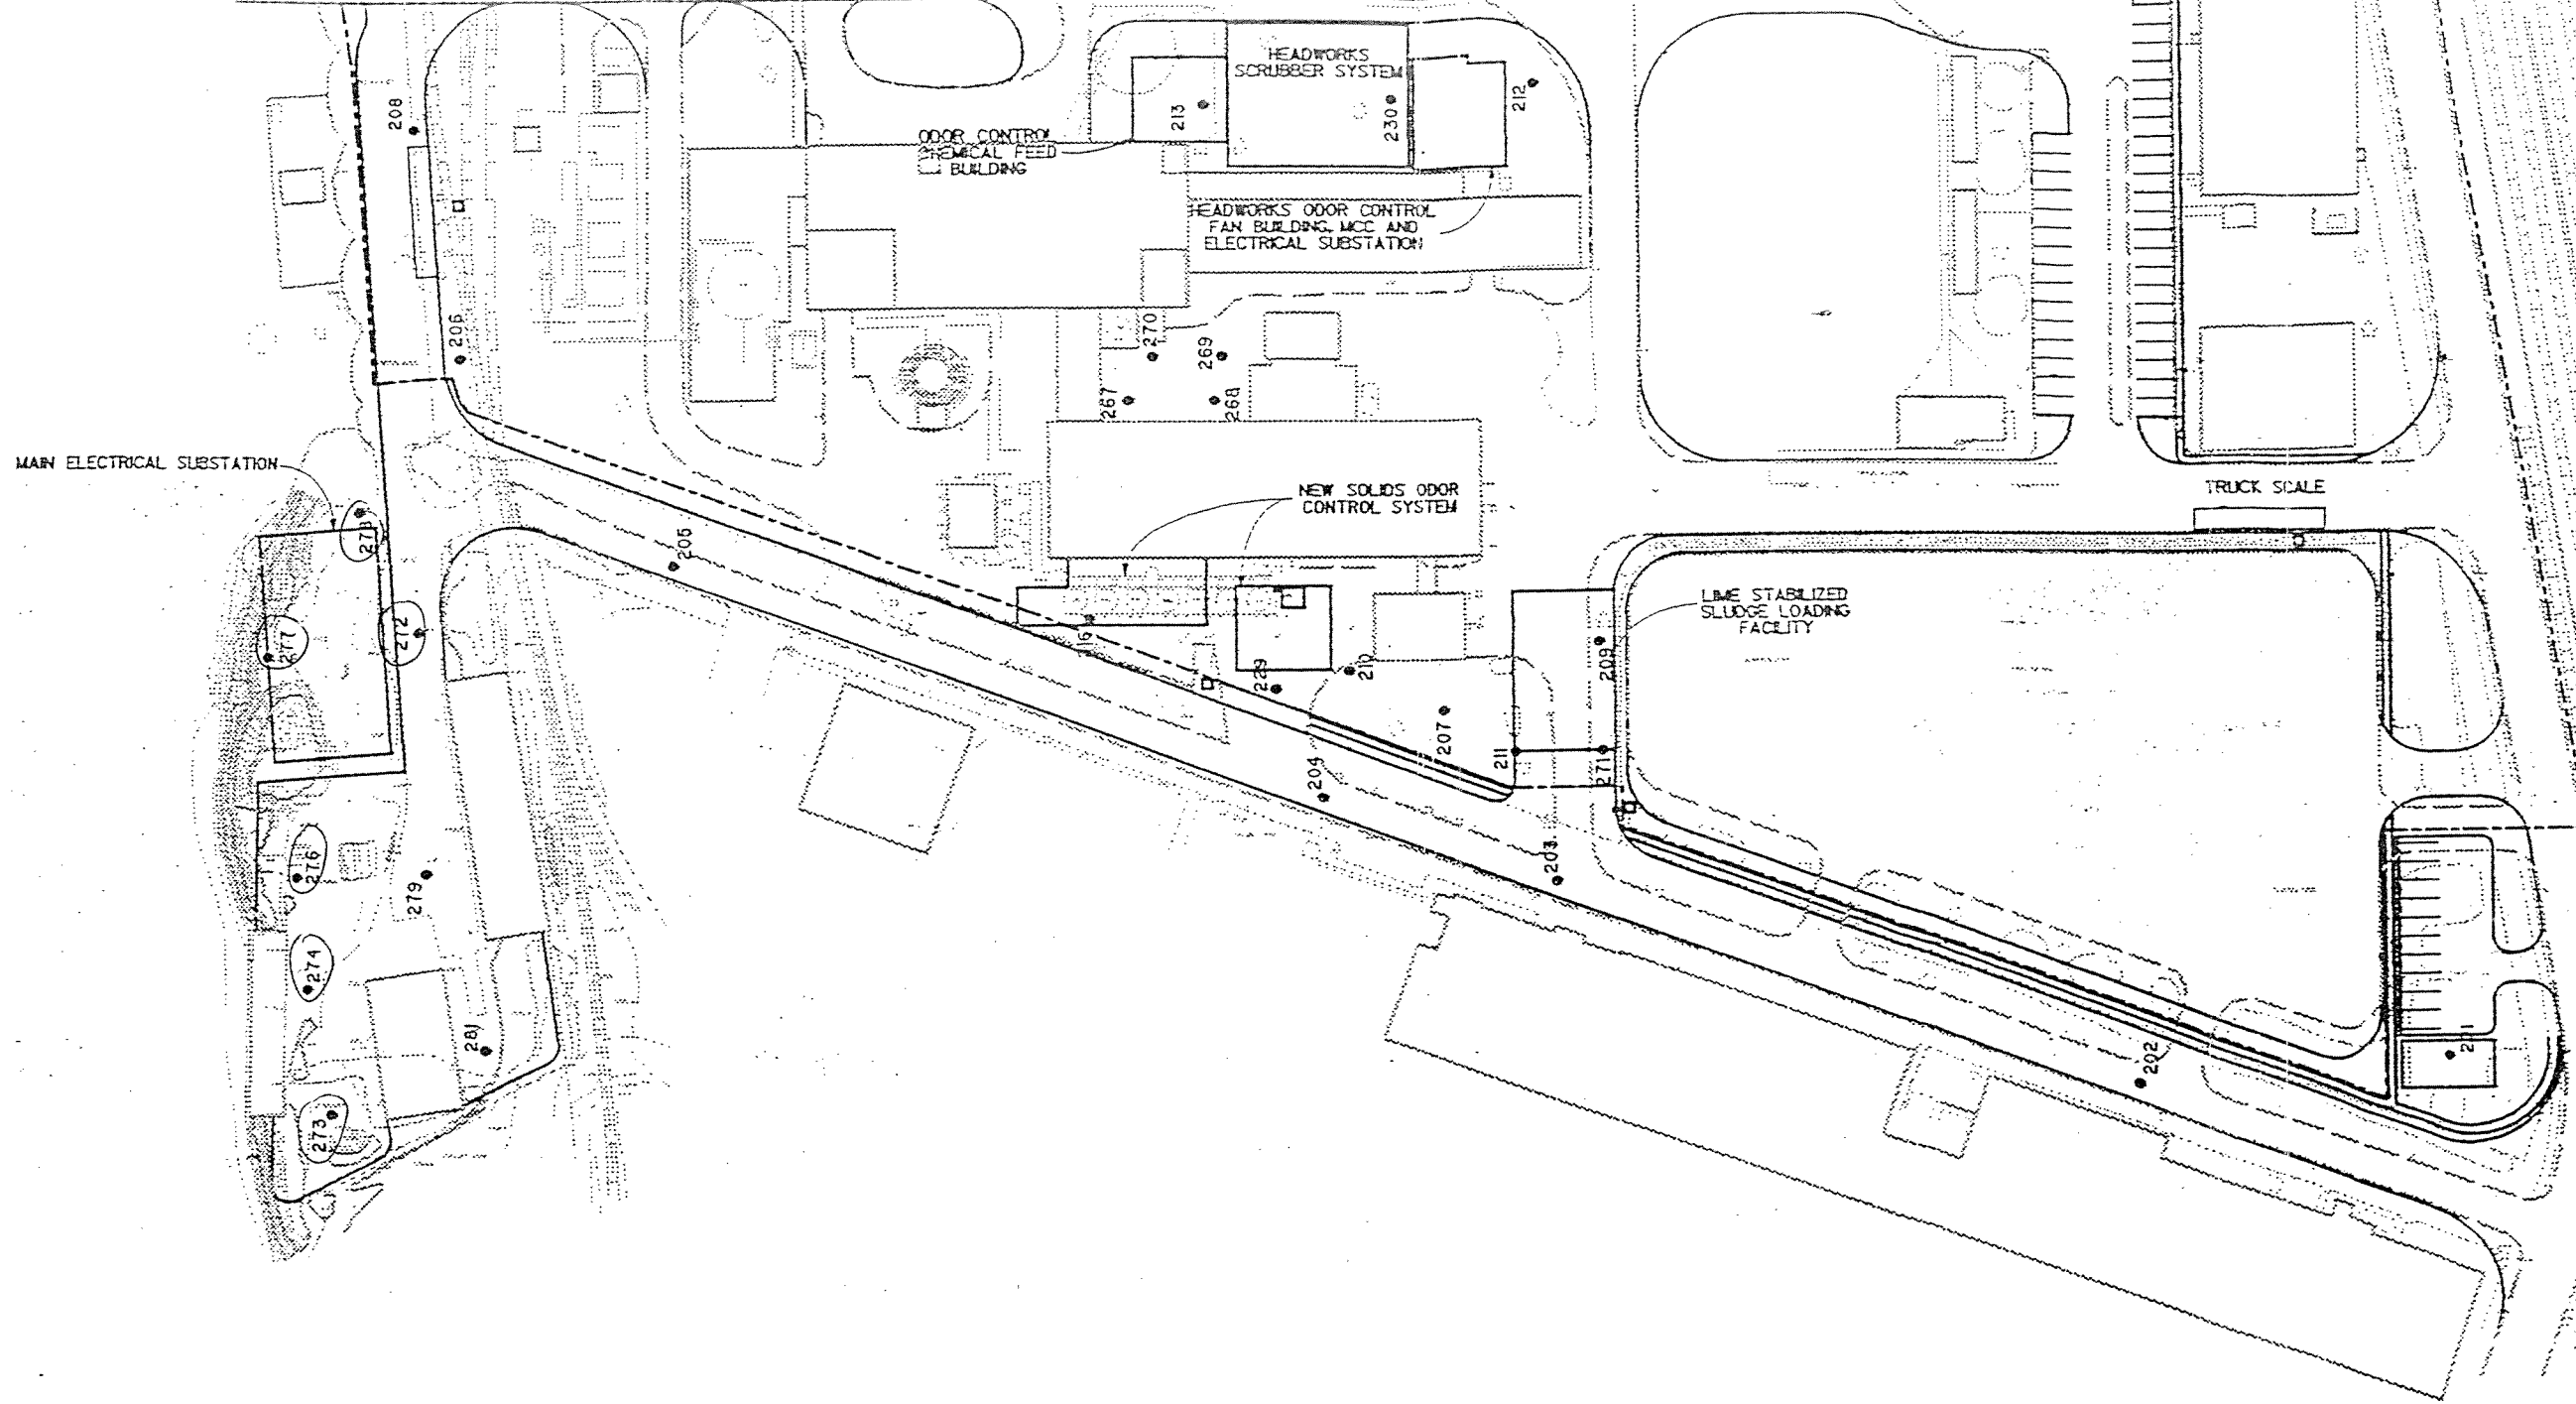 HEADWORKS
SCRUBBER SYSTEM
208
213
230
212
ODOR CONTROL
CHEMICAL FEED
BUILDING
HEADWORKS ODOR CONTROL
FAN BUILDING, MCC AND
ELECTRICAL SUBSTATION
206
270
269
267
268
MAIN ELECTRICAL SUBSTATION
NEW SOLIDS ODOR
CONTROL SYSTEM
TRUCK SCALE
205
LIME STABILIZED
SLUDGE LOADING
FACILITY
277
272
209
229
210
207
211
271
204
203
276
279
274
281
202
273